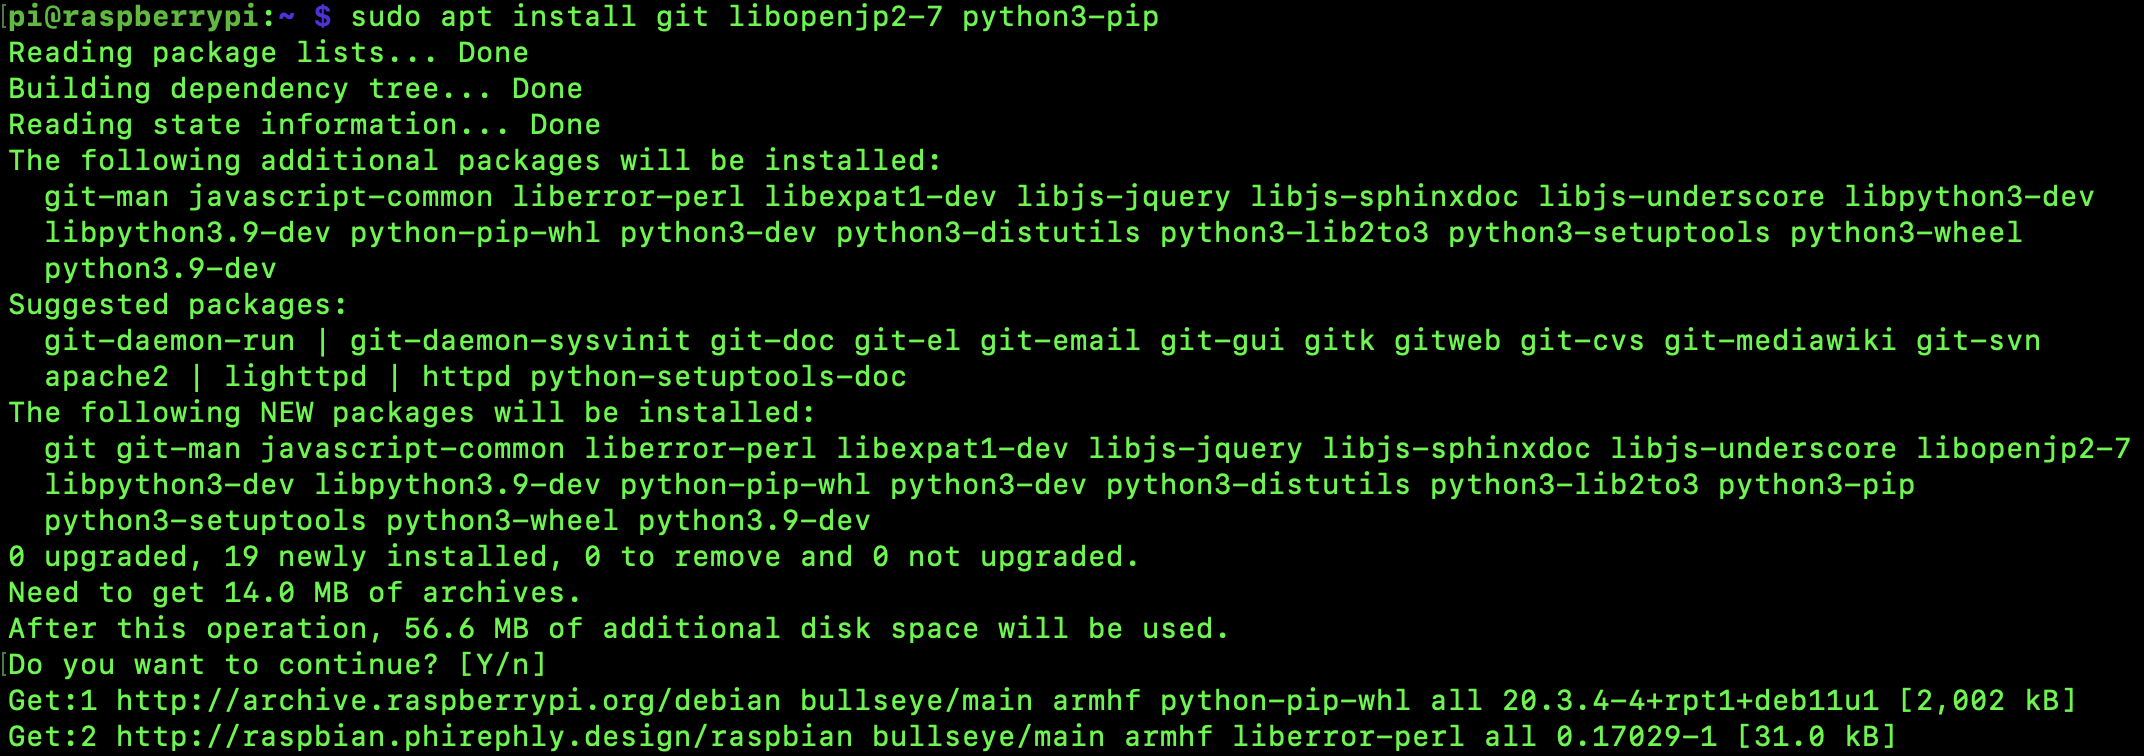 pi@raspberrypi:~ $ sudo apt install git libopenjp2-7 python3-pip
Reading package lists... Done
Building dependency tree... Done
Reading state information... Done
The following additional packages will be installed:
  git-man javascript-common liberror-perl libexpat1-dev libjs-jquery libjs-sphinxdoc libjs-underscore libpython3-dev
  libpython3.9-dev python-pip-whl python3-dev python3-distutils python3-lib2to3 python3-setuptools python3-wheel
  python3.9-dev
Suggested packages:
  git-daemon-run | git-daemon-sysvinit git-doc git-el git-email git-gui gitk gitweb git-cvs git-mediawiki git-svn
  apache2 | lighttpd | httpd python-setuptools-doc
The following NEW packages will be installed:
  git git-man javascript-common liberror-perl libexpat1-dev libjs-jquery libjs-sphinxdoc libjs-underscore libopenjp2-7
  libpython3-dev libpython3.9-dev python-pip-whl python3-dev python3-distutils python3-lib2to3 python3-pip
  python3-setuptools python3-wheel python3.9-dev
0 upgraded, 19 newly installed, 0 to remove and 0 not upgraded.
Need to get 14.0 MB of archives.
After this operation, 56.6 MB of additional disk space will be used.
Do you want to continue? [Y/n]
Get:1 http://archive.raspberrypi.org/debian bullseye/main armhf python-pip-whl all 20.3.4-4+rpt1+deb11u1 [2,002 kB]
Get:2 http://raspbian.phirephly.design/raspbian bullseye/main armhf liberror-perl all 0.17029-1 [31.0 kB]